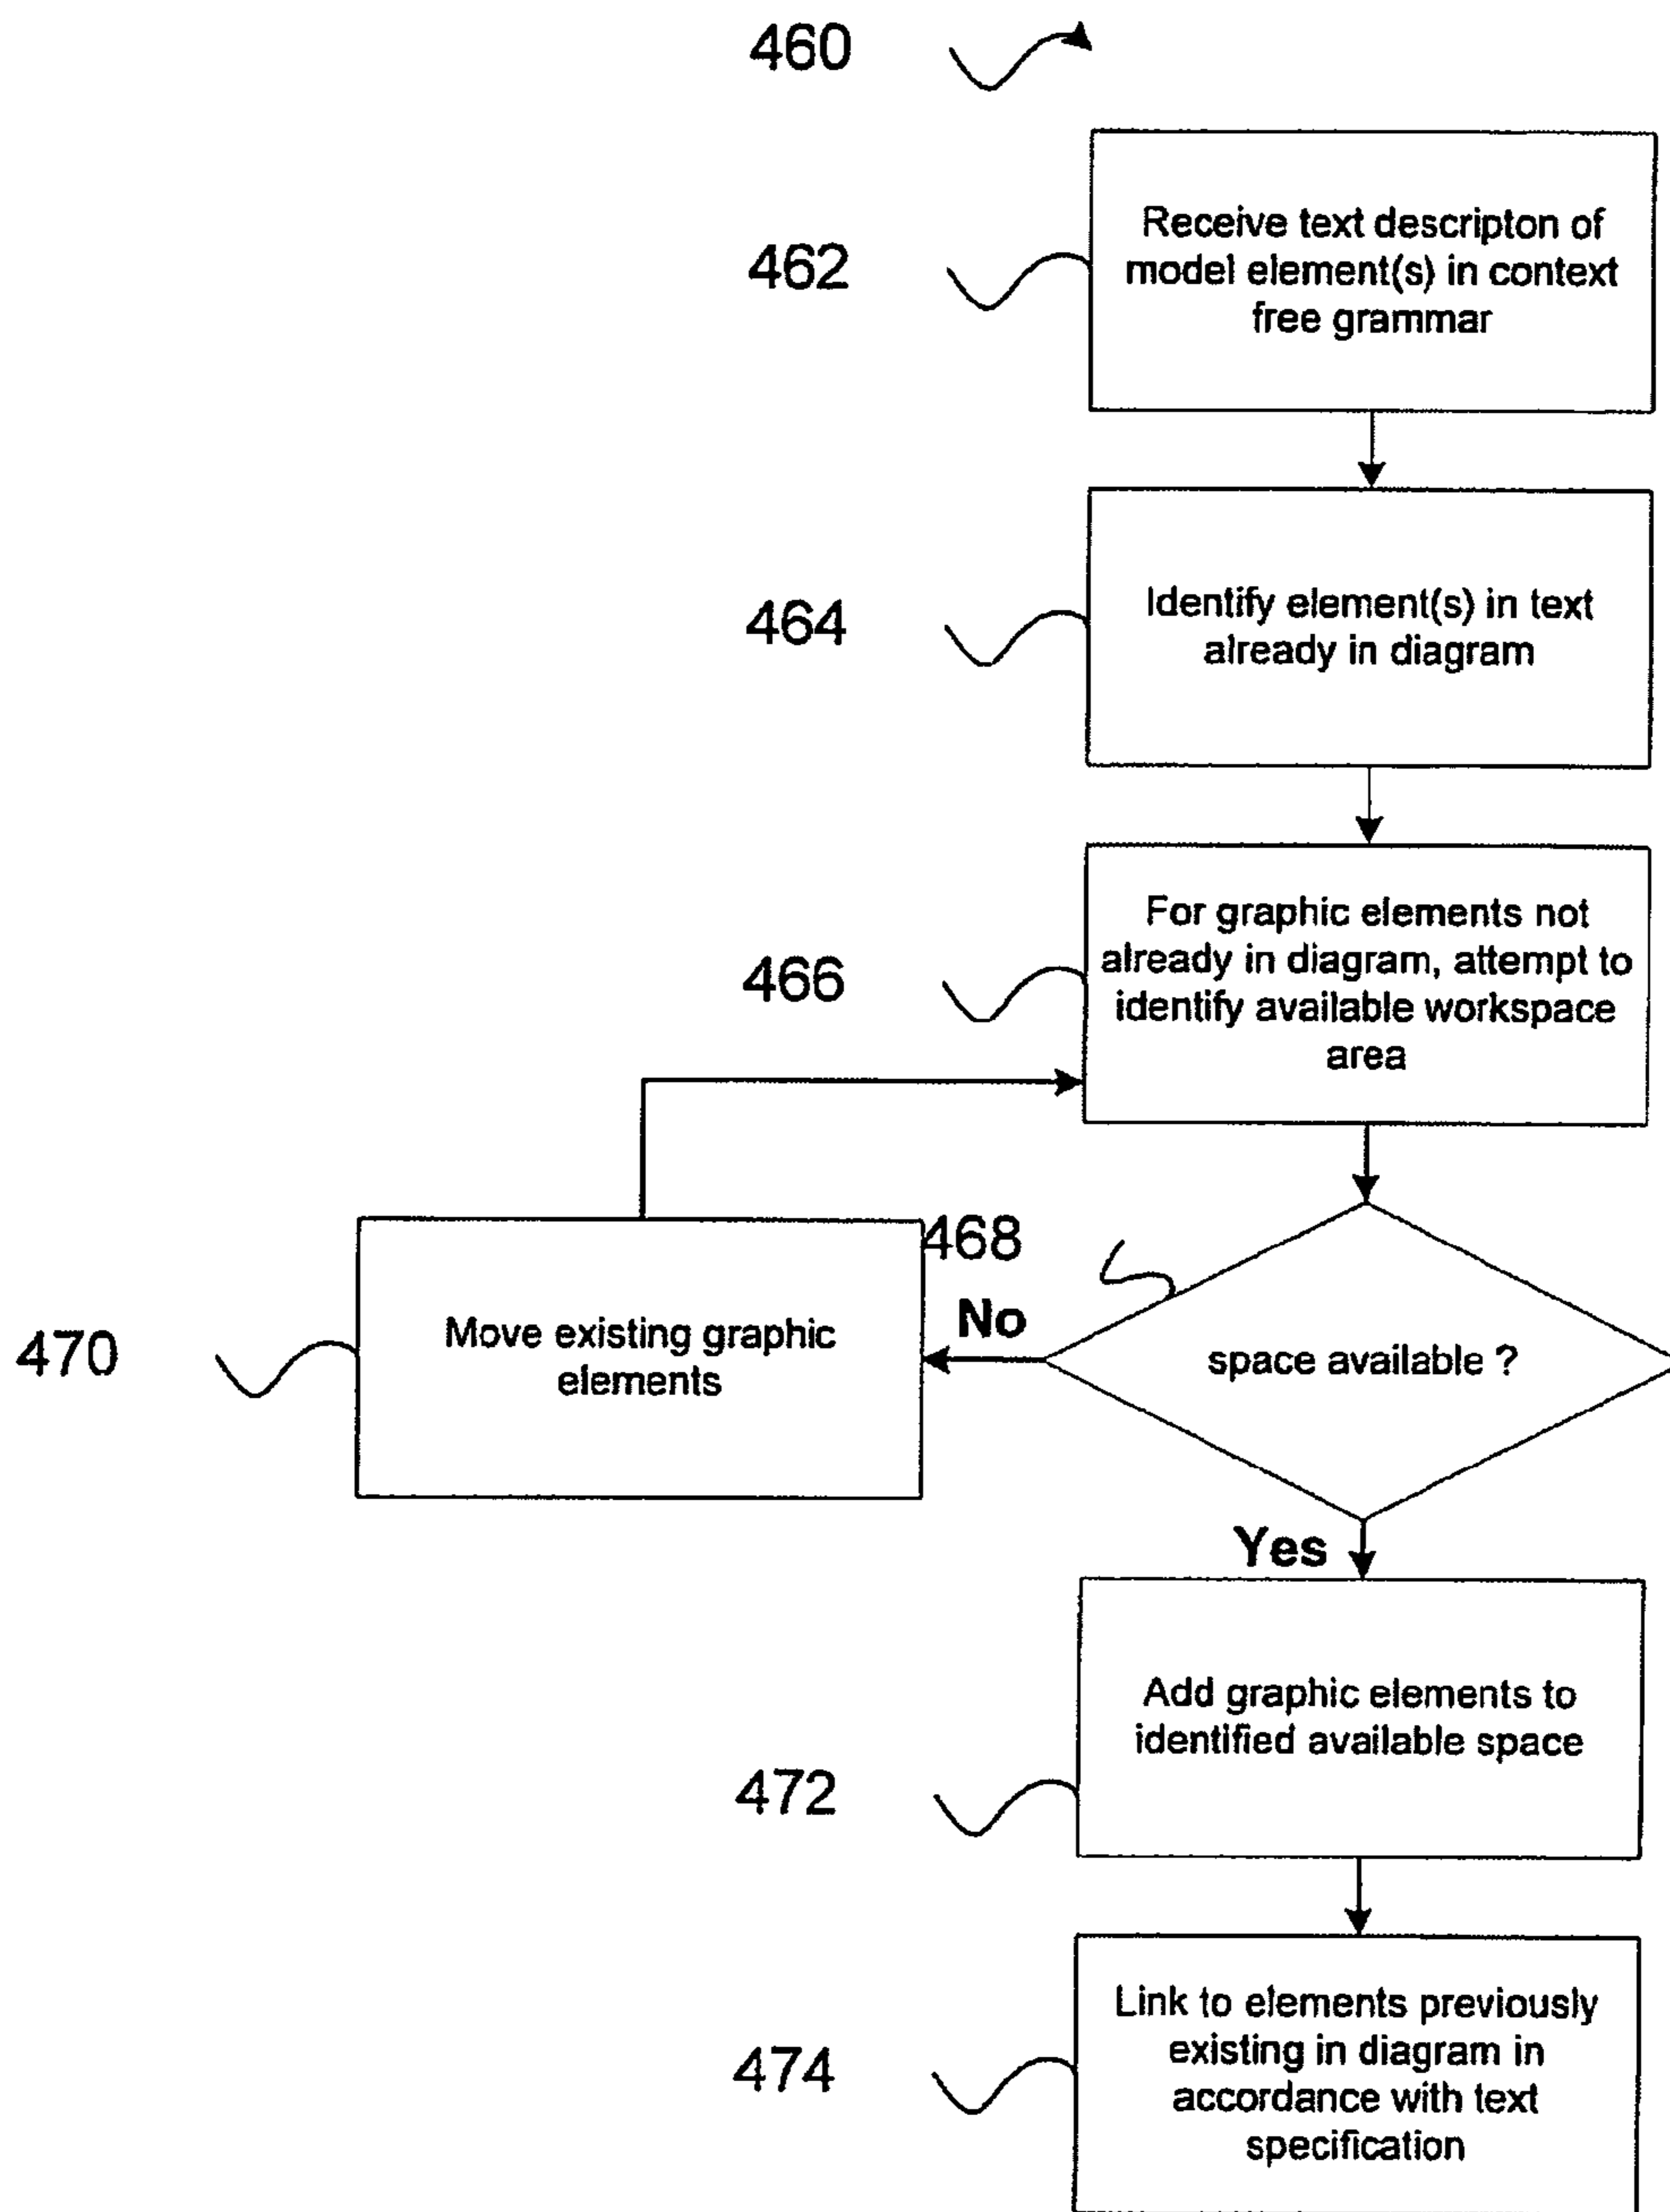 460
462
Receive text descripton of
model element(s) in context
free grammar
464
Identify element(s) in text
already in diagram
466
For graphic elements not
already in diagram, attempt to
identify available workspace
area
468
No
470
Move existing graphic
elements
space available ?
Yes
472
Add graphic elements to
identified available space
474
Link to elements previously
existing in diagram in
accordance with text
specification